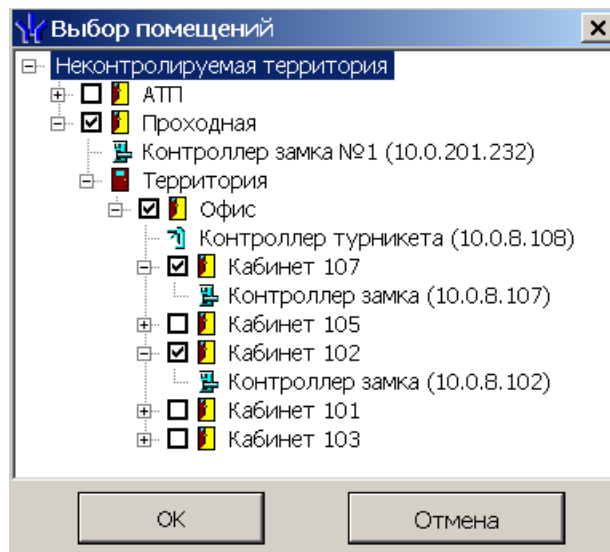 Выбор помещений
Неконтролируемая территория
АТП
Проходная
Контроллер замка №1 (10.0.201.232)
Территория
Офис
Контроллер турникета (10.0.8.108)
Кабинет 107
Контроллер замка (10.0.8.107)
Кабинет 105
Кабинет 102
Контроллер замка (10.0.8.102)
Кабинет 101
Кабинет 103
ОК Отмена